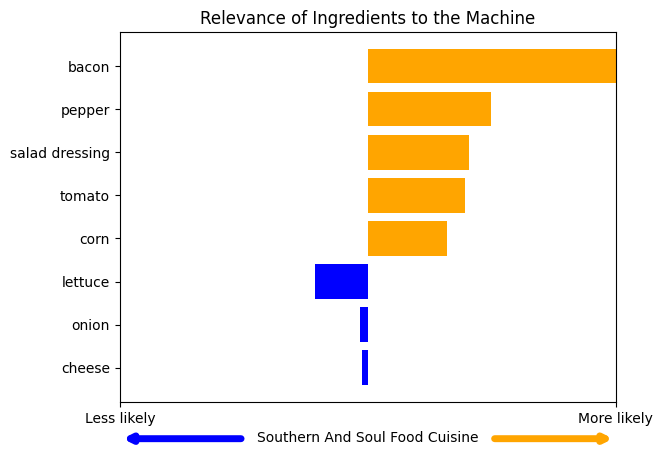 Relevance of Ingredients to the Machine
bacon
pepper
salad dressing
tomato
corn
lettuce
onion
cheese
Less likely
More likely
Southern And Soul Food Cuisine